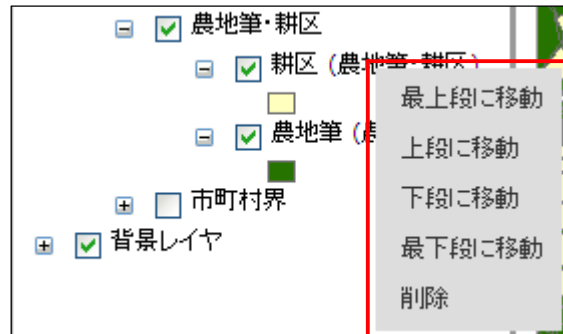 農地筆・耕区
耕区 (農地筆・耕区)
農地筆 (農
市町村界
背景レイヤ
最上段に移動
上段に移動
下段に移動
最下段に移動
削除